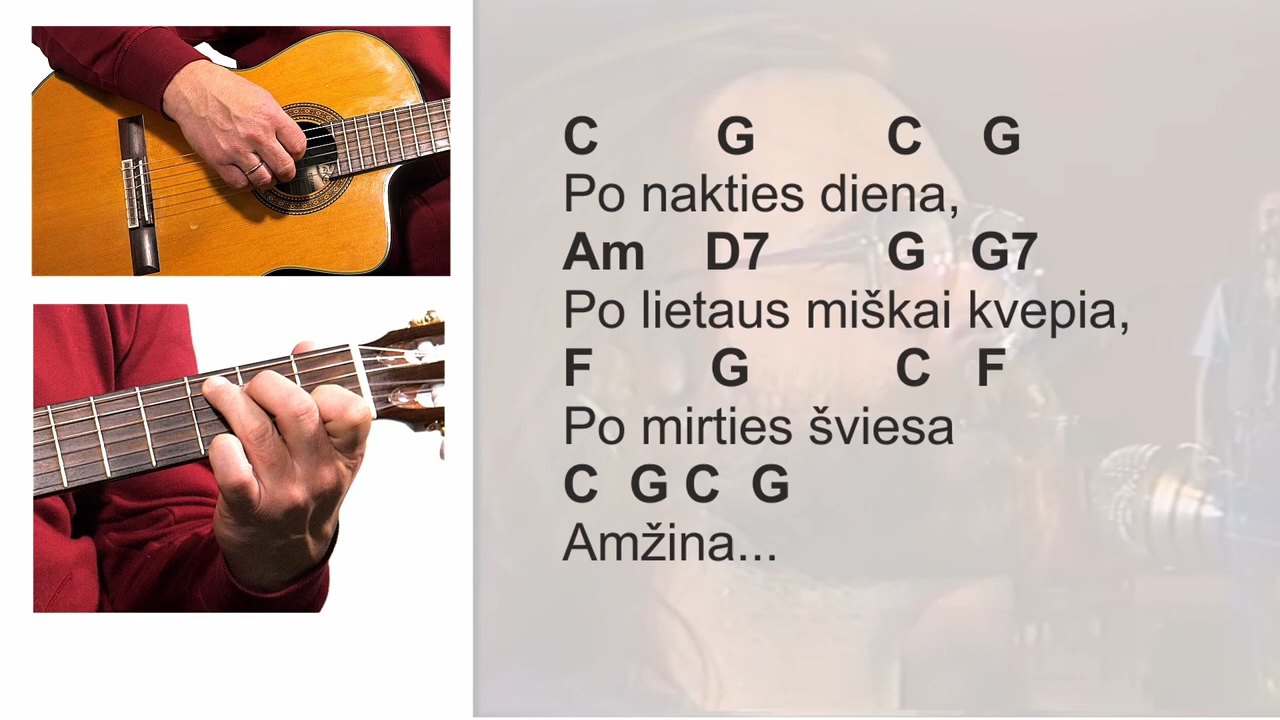 C G C G
Po nakties diena,
Am D7 G G7
Po lietaus miškai kvepia,
F G C F
Po mirties šviesa
C G C G
Amžina...